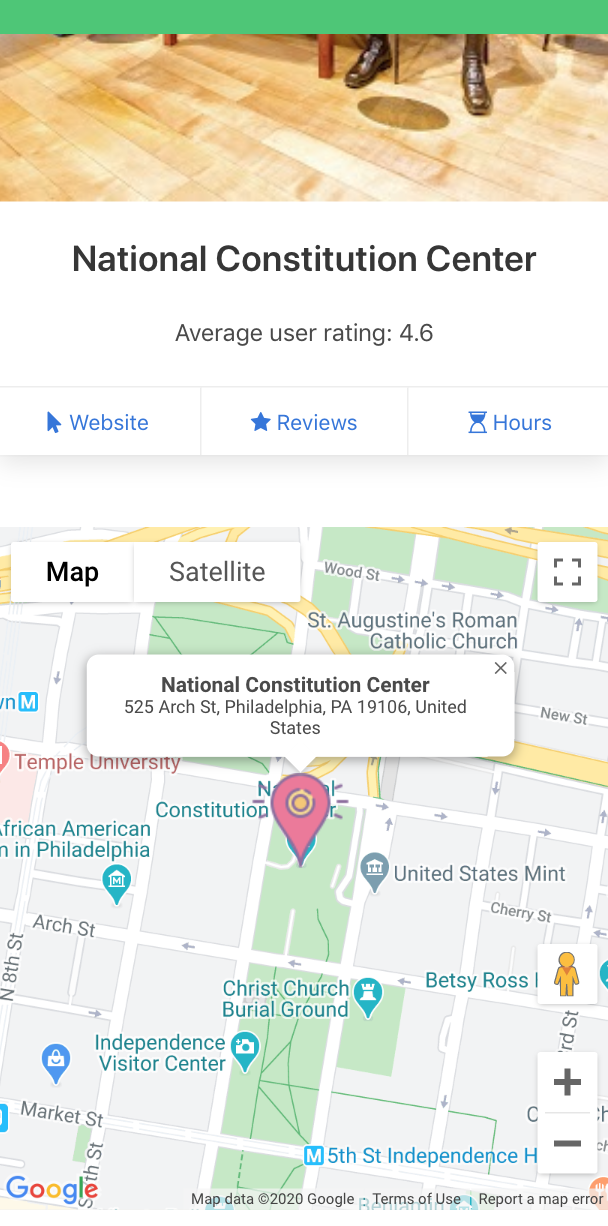 National Constitution Center
Average user rating: 4.6
Website
Reviews
Hours
Map
Satellite
Wood St
St. Augustine's Roman
Catholic Church
National Constitution Center
525 Arch St, Philadelphia, PA 19106, United
States
New St
Temple University
Constitution
African American
in Philadelphia
United States Mint
Cherry St
Arch St
N 8th St
Christ Church
Burial Ground
Betsy Ross
Independence
Visitor Center
3rd St
Market St
M 5th St Independence H
Google
Map data ©2020 Google
Terms of Use
Report a map error